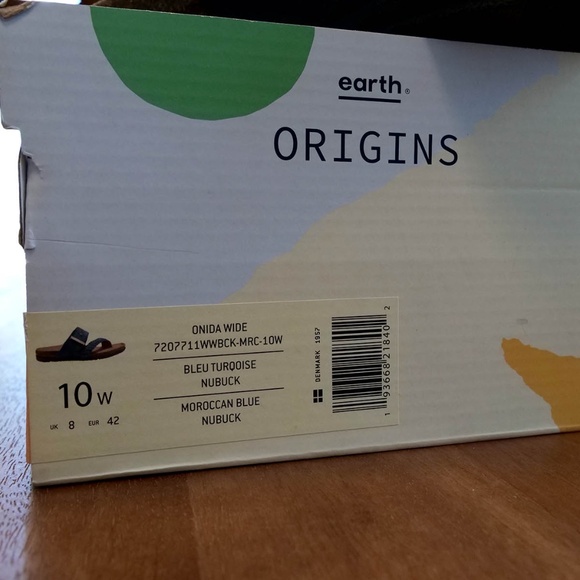 earth®
ORIGINS
ONIDA WIDE
7207711WWBCK-MRC-10W
BLEU TURQOISE
NUBUCK
MOROCCAN BLUE
NUBUCK
10 W
UK 8 EUR 42
DENMARK 1957
1 93668 21840 2